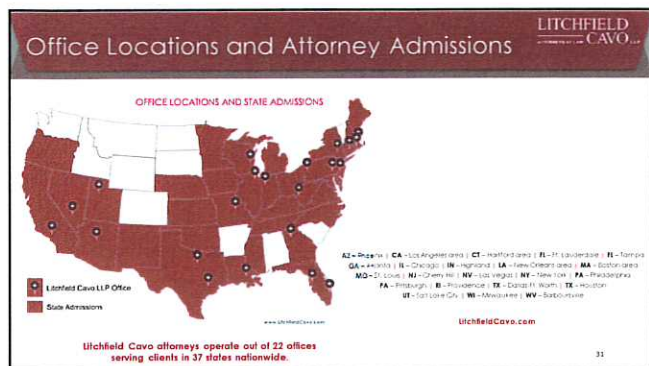 Office Locations and Attorney Admissions
LITCHFIELD
CAVO LLP
OFFICE LOCATIONS AND STATE ADMISSIONS
AZ – Phoenix | CA – Los Angeles area | CT – Hartford area | FL – Ft. Lauderdale | FL – Tampa
GA – Atlanta | IL – Chicago | IN – Highland | LA – New Orleans area | MA – Boston area
MO – St. Louis | NJ – Cherry Hill | NV – Las Vegas | NY – New York | PA – Philadelphia
PA – Pittsburgh | RI – Providence | TX – Dallas-Ft. Worth | TX – Houston
UT – Salt Lake City | WI – Milwaukee | WV – Barboursville
Litchfield Cavo LLP Office
State Admissions
www.LitchfieldCavo.com
LitchfieldCavo.com
Litchfield Cavo attorneys operate out of 22 offices
serving clients in 37 states nationwide.
31